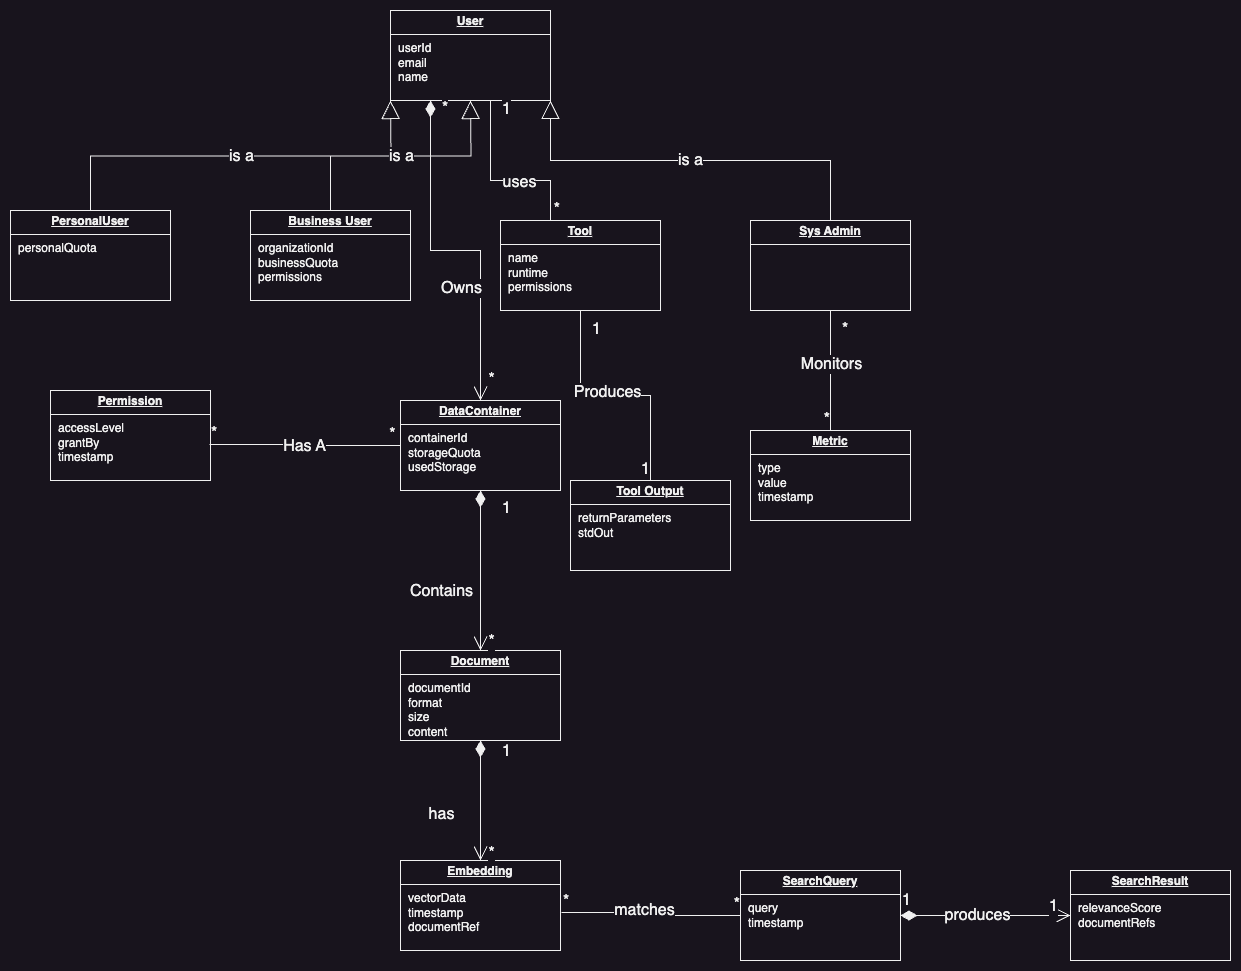 User
userId
email
name
*
1
is a
is a
is a
uses
*
PersonalUser
personalQuota
Business User
organizationId
businessQuota
permissions
Tool
name
runtime
permissions
Sys Admin
Owns
1
*
Produces
Monitors
*
*
Permission
accessLevel
grantBy
timestamp
*
Has A
*
DataContainer
containerId
storageQuota
usedStorage
Metric
type
value
timestamp
1
Tool Output
returnParameters
stdOut
1
Contains
*
Document
documentId
format
size
content
1
has
*
Embedding
vectorData
timestamp
documentRef
*
matches
*
SearchQuery
query
timestamp
1
produces
1
SearchResult
relevanceScore
documentRefs